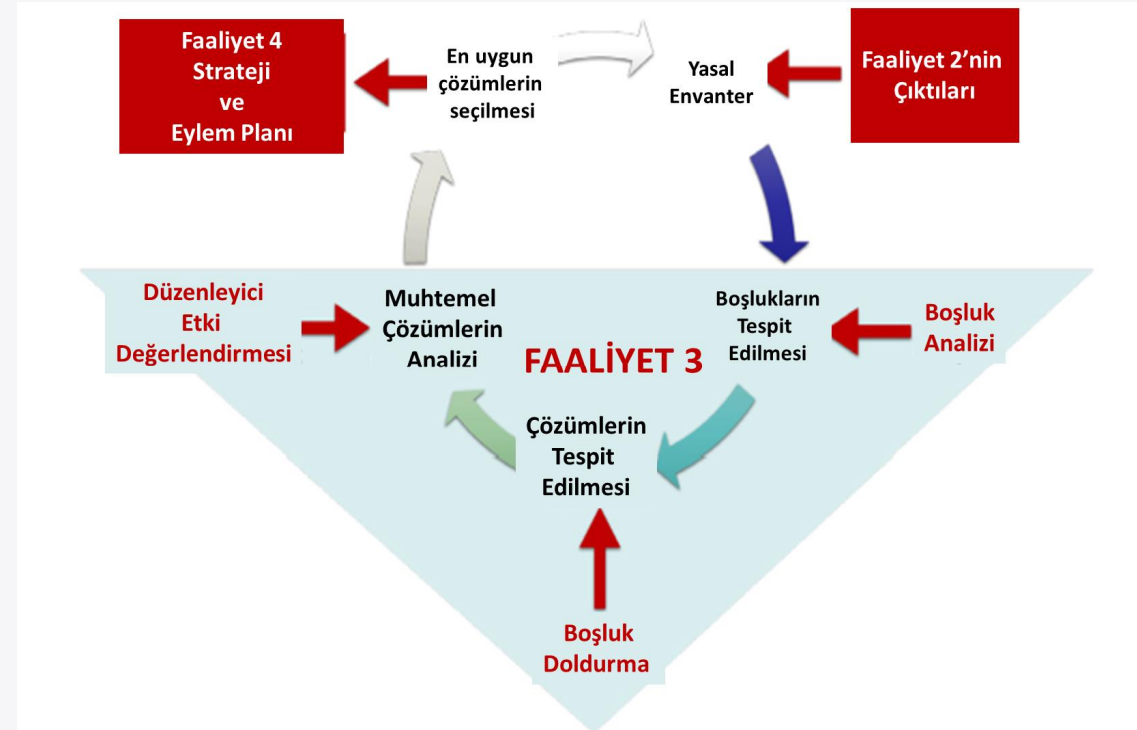 Faaliyet 4
Strateji
ve
Eylem Planı
En uygun
çözümlerin
seçilmesi
Yasal
Envanter
Faaliyet 2’nin
Çıktıları
Düzenleyici
Etki
Değerlendirmesi
Muhtemel
Çözümlerin
Analizi
FAALİYET 3
Boşlukların
Tespit
Edilmesi
Boşluk
Analizi
Çözümlerin
Tespit
Edilmesi
Boşluk
Doldurma